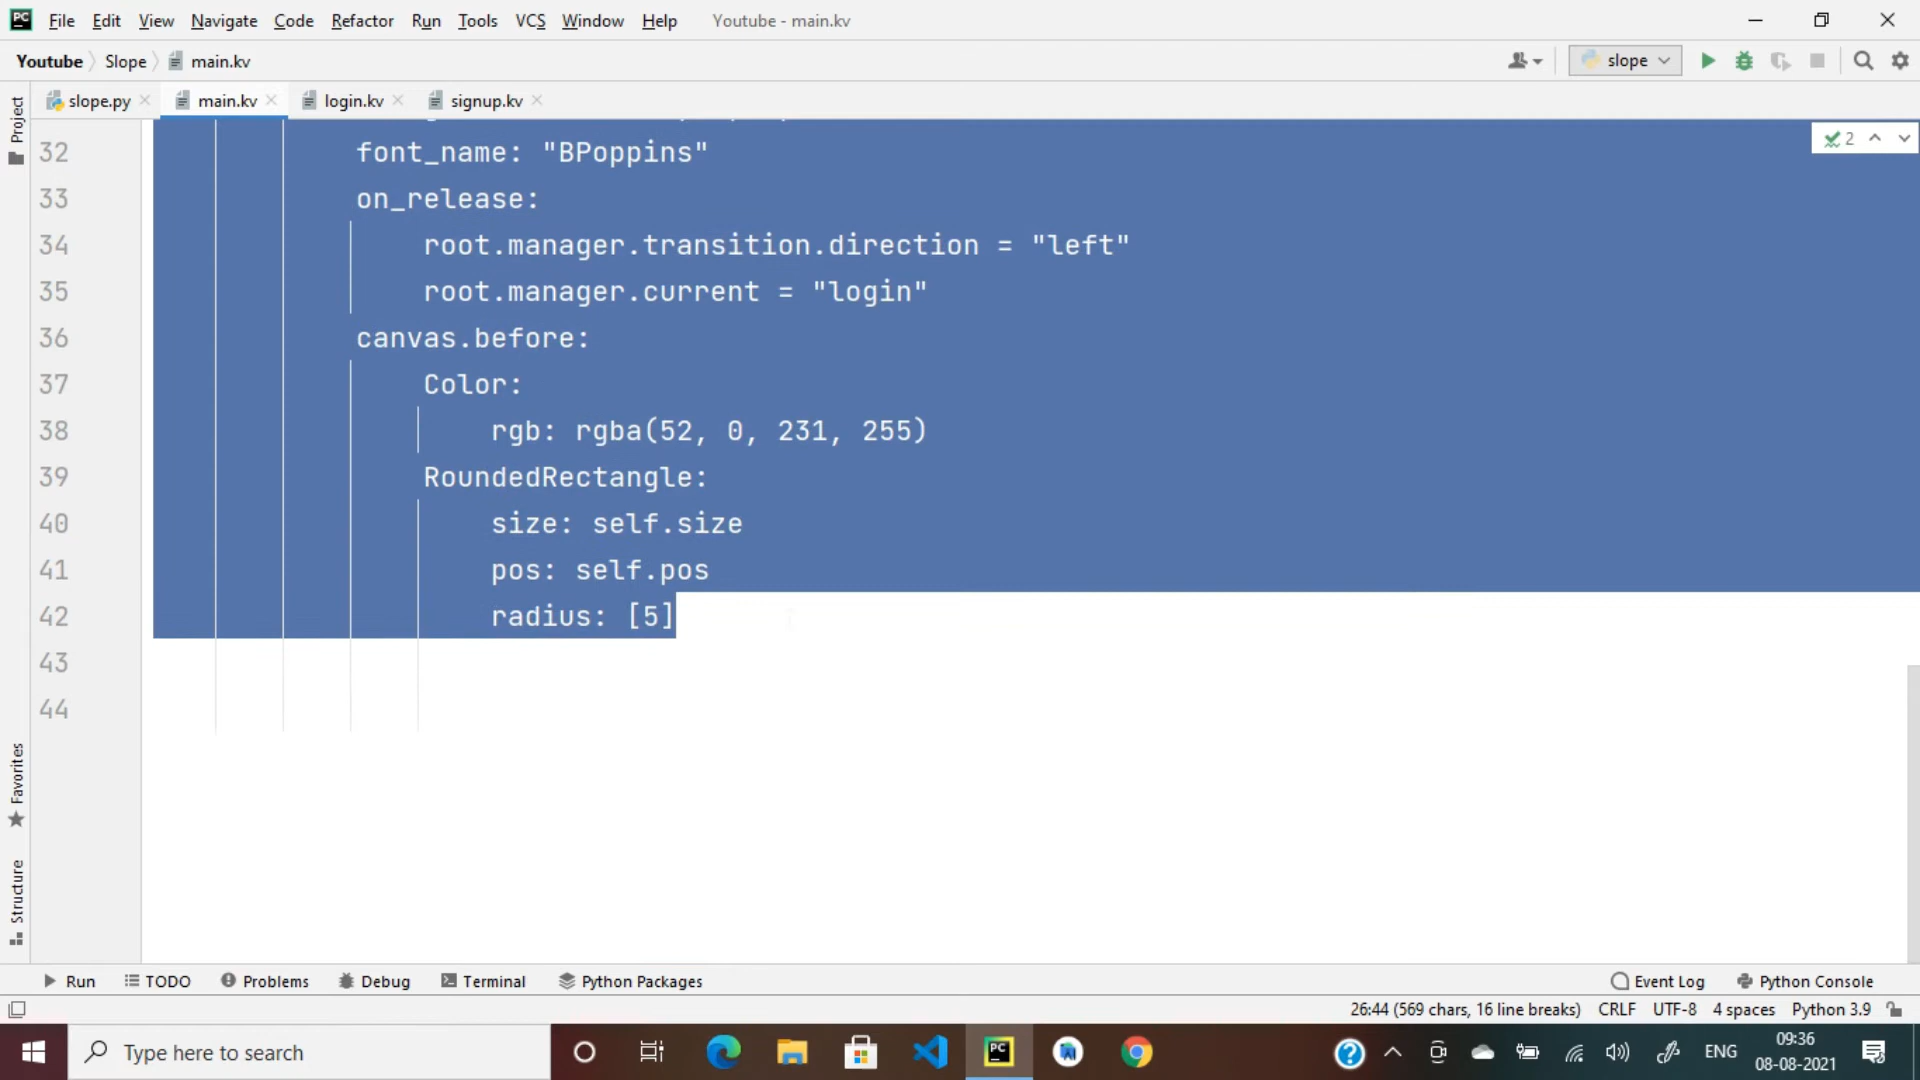 PC File Edit View Navigate Code Refactor Run Tools VCS Window Help Youtube - main.kv
Youtube Slope main.kv slope
Project slope.py main.kv login.kv signup.kv
2
32 font_name: "BPoppins"
33 on_release:
34 root.manager.transition.direction = "left"
35 root.manager.current = "login"
36 canvas.before:
37 Color:
38 rgb: rgba(52, 0, 231, 255)
39 RoundedRectangle:
40 size: self.size
41 pos: self.pos
42 radius: [5]
43
44
Favorites
Structure
Run TODO Problems Debug Terminal Python Packages Event Log Python Console
26:44 (569 chars, 16 line breaks) CRLF UTF-8 4 spaces Python 3.9
Type here to search PC ENG 09:36
08-08-2021